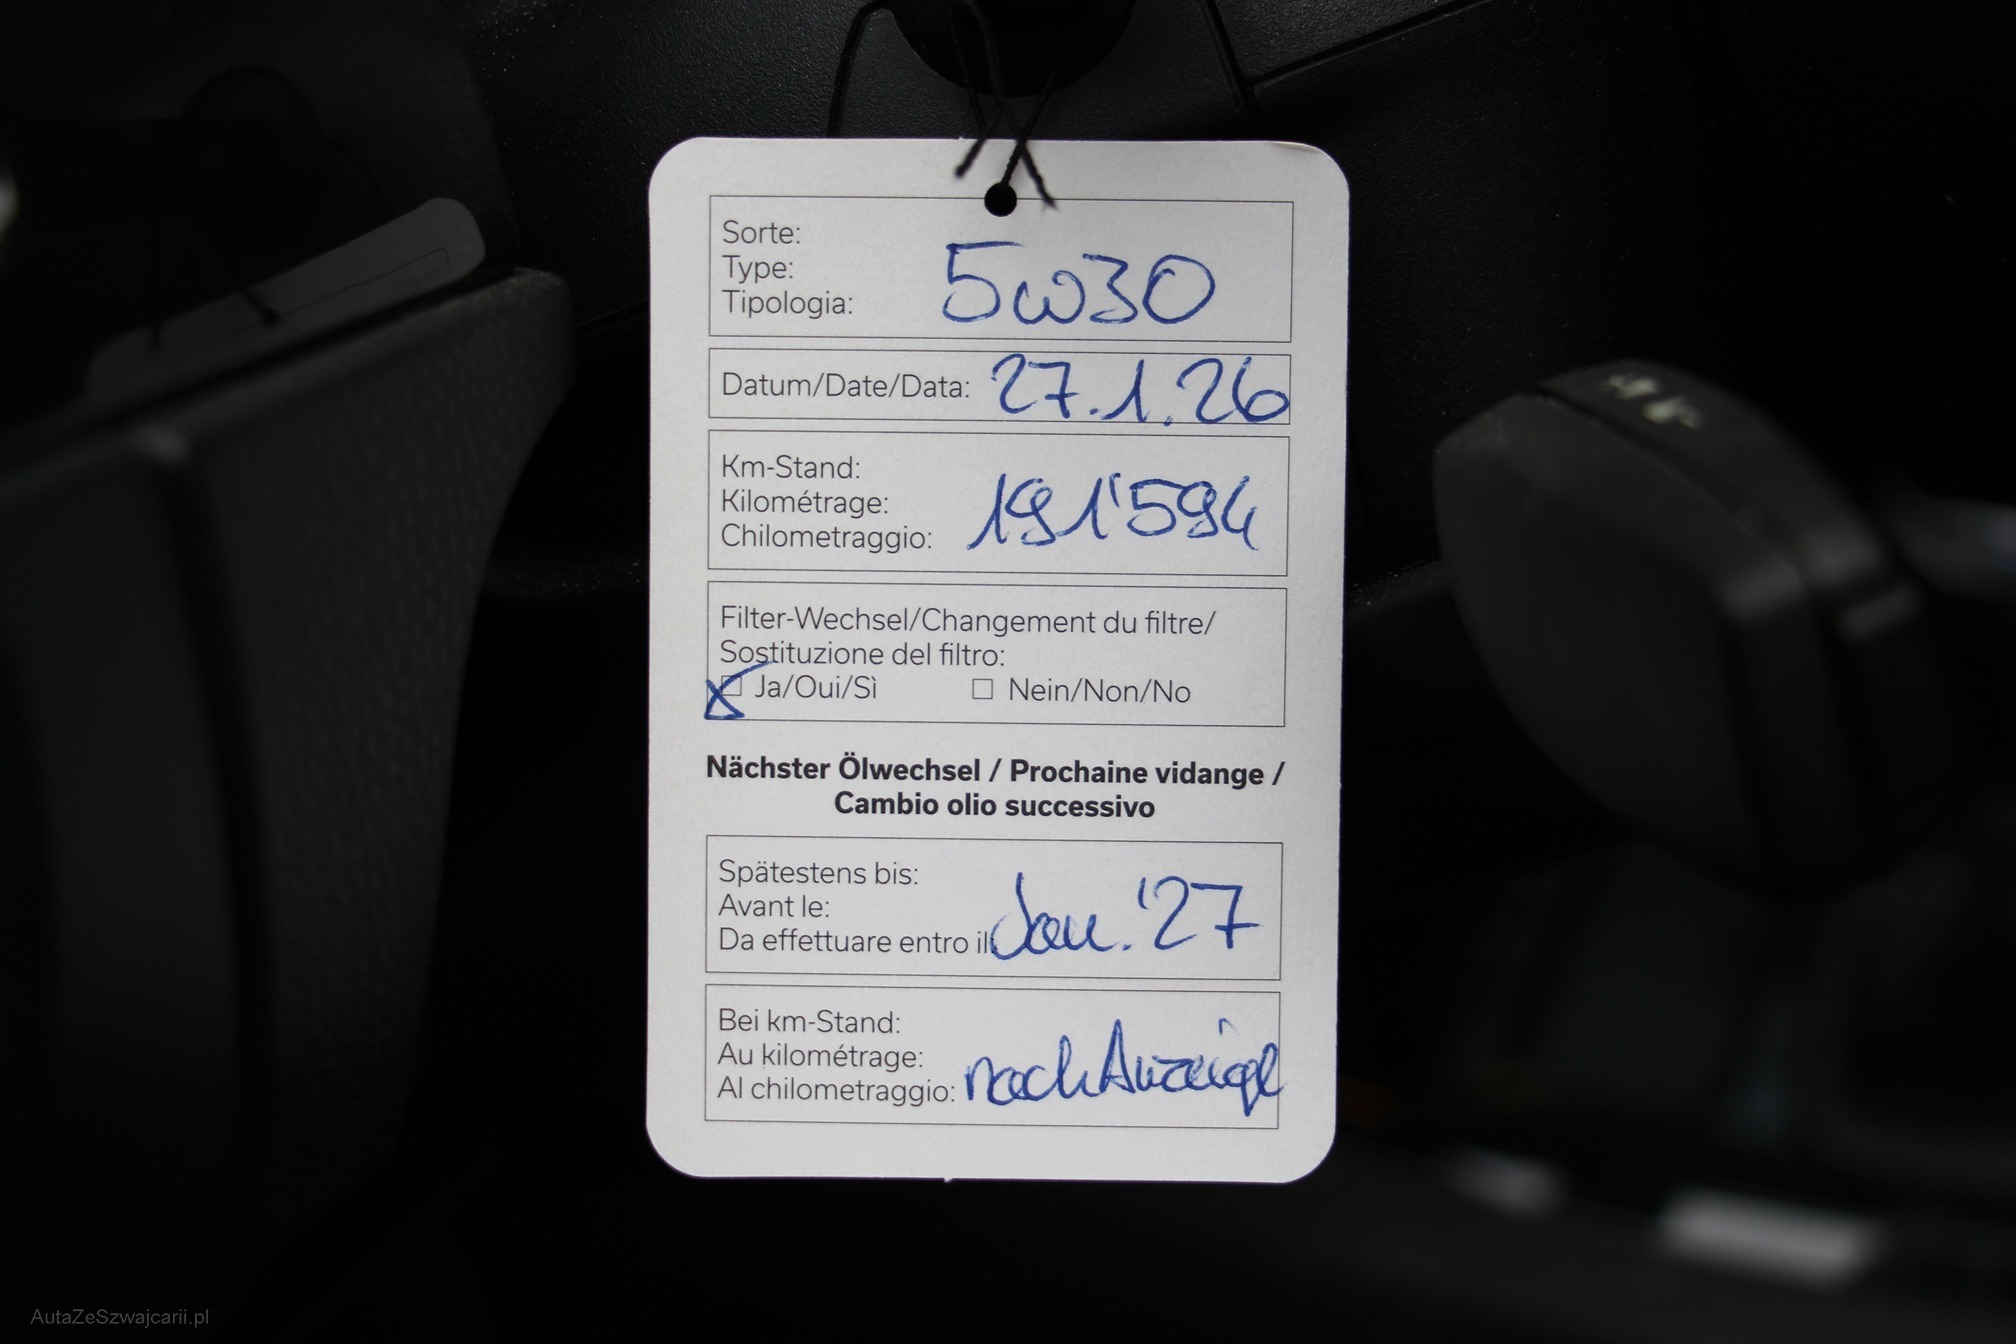 Sorte:
Type:
Tipologia:
5W30
Datum/Date/Data: 27.1.26
Km-Stand:
Kilométrage:
Chilometraggio:
191'594
Filter-Wechsel/Changement du filtre/
Sostituzione del filtro:
☒ Ja/Oui/Sì ☐ Nein/Non/No
Nächster Ölwechsel / Prochaine vidange /
Cambio olio successivo
Spätestens bis:
Avant le:
Da effettuare entro il:
Jan. '27
Bei km-Stand:
Au kilométrage:
Al chilometraggio:
nach Anzeige
AutaZeSzwajcarii.pl